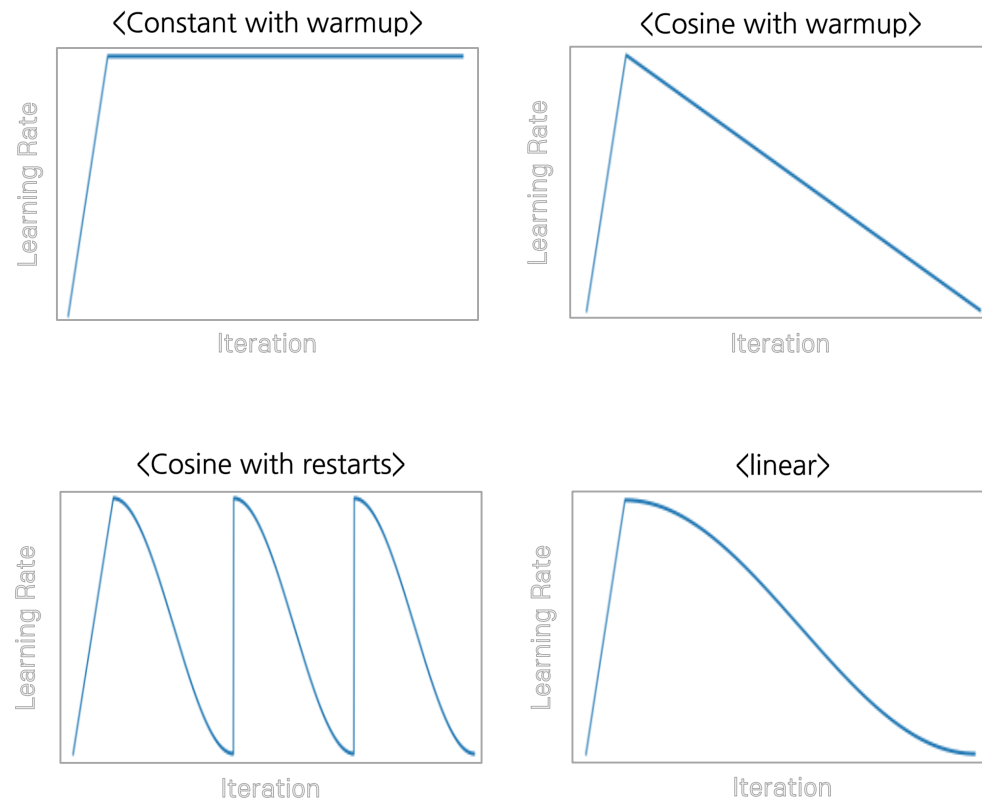 <Constant with warmup>
Learning Rate
Iteration
<Cosine with warmup>
Learning Rate
Iteration
<Cosine with restarts>
Learning Rate
Iteration
<linear>
Learning Rate
Iteration